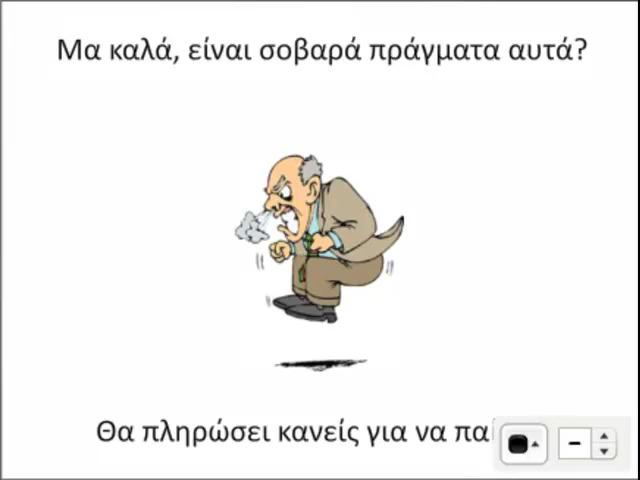 Μα καλά, είναι σοβαρά πράγματα αυτά?
Θα πληρώσει κανείς για να